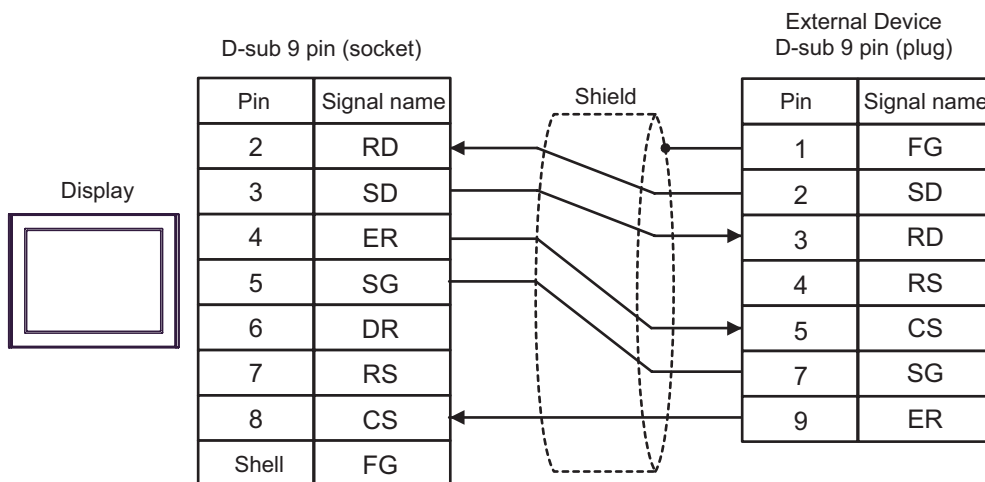 External Device
D-sub 9 pin (socket)
D-sub 9 pin (plug)
Display
Shield
Pin Signal name
2 RD
3 SD
4 ER
5 SG
6 DR
7 RS
8 CS
Shell FG
Pin Signal name
1 FG
2 SD
3 RD
4 RS
5 CS
7 SG
9 ER